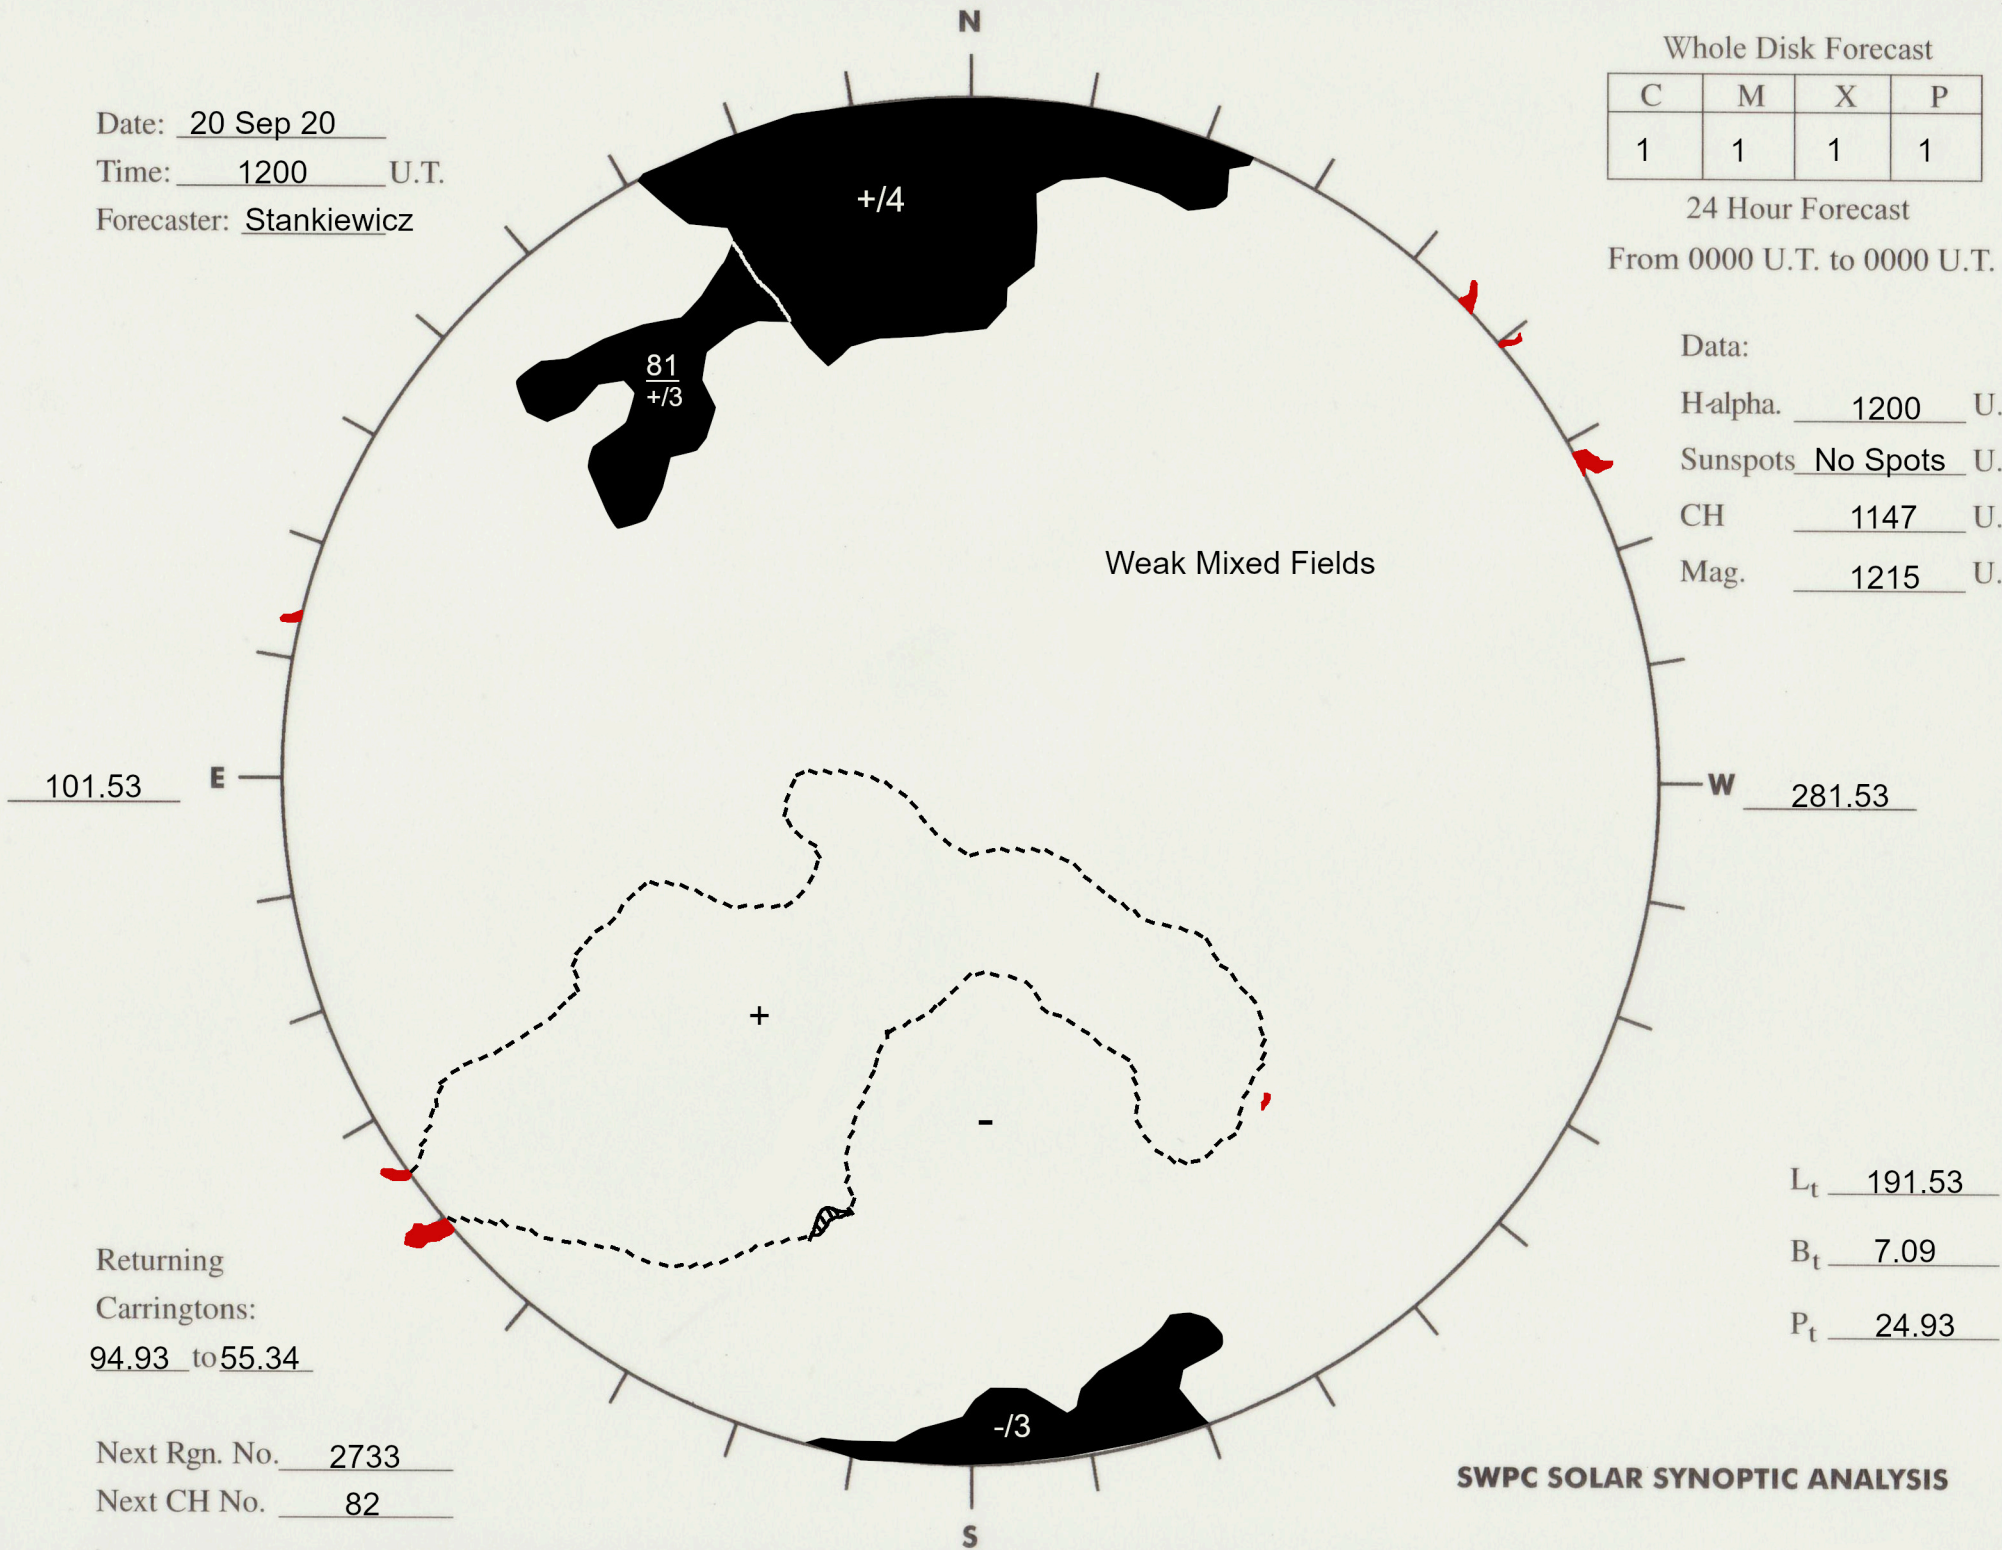 N
Whole Disk Forecast
C M X P
1 1 1 1
24 Hour Forecast
From 0000 U.T. to 0000 U.T.
Date: 20 Sep 20
Time: 1200 U.T.
Forecaster: Stankiewicz
+/4
81
+/3
Data:
H-alpha. 1200 U.
Sunspots No Spots U.
CH 1147 U.
Mag. 1215 U.
Weak Mixed Fields
101.53 E
W 281.53
+
-
Lt 191.53
Bt 7.09
Pt 24.93
Returning
Carringtons:
94.93 to 55.34
-/3
Next Rgn. No. 2733
Next CH No. 82
SWPC SOLAR SYNOPTIC ANALYSIS
S